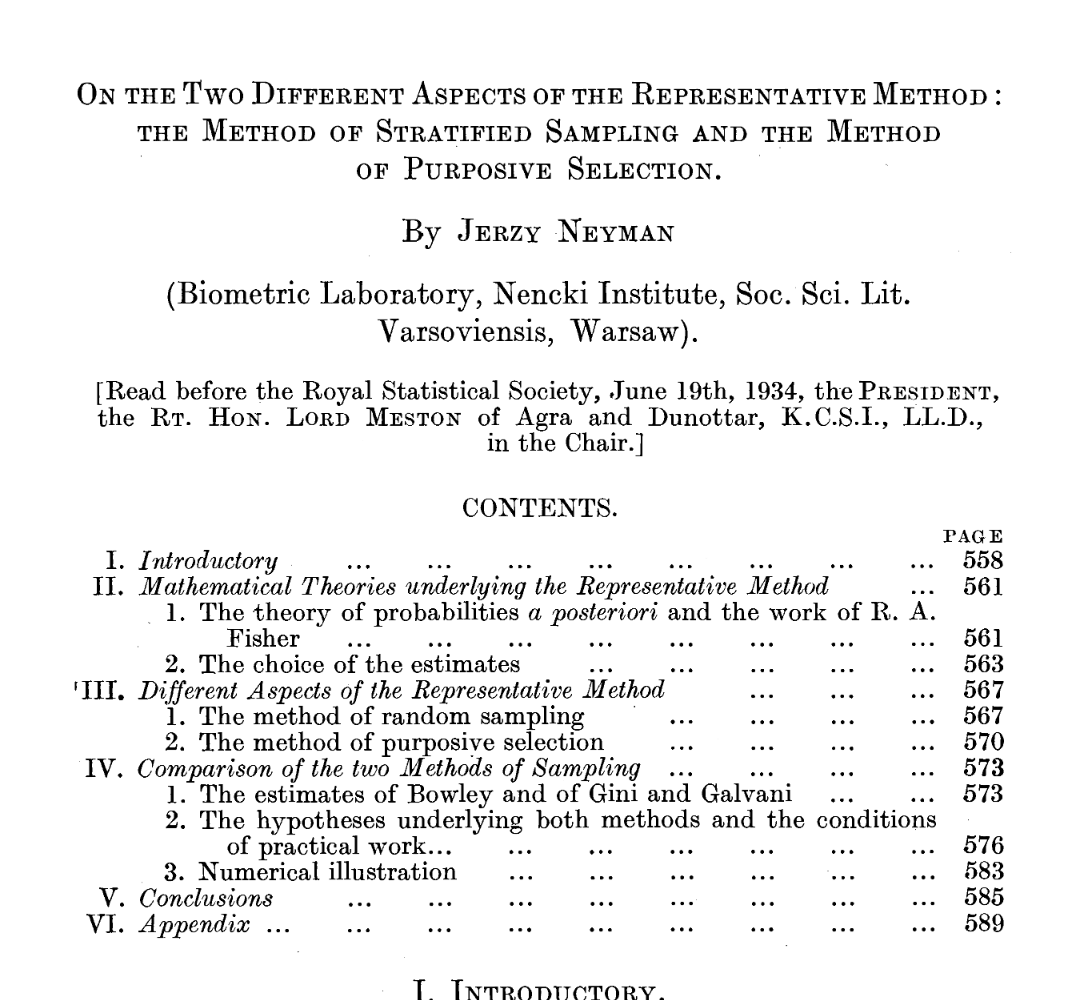 ON THE TWO DIFFERENT ASPECTS OF THE REPRESENTATIVE METHOD:
THE METHOD OF STRATIFIED SAMPLING AND THE METHOD
OF PURPOSIVE SELECTION.
By JERZY NEYMAN
(Biometric Laboratory, Nencki Institute, Soc. Sci. Lit.
Varsoviensis, Warsaw).
[Read before the Royal Statistical Society, June 19th, 1934, the PRESIDENT,
the RT. HON. LORD MESTON of Agra and Dunottar, K.C.S.I., LL.D.,
in the Chair.]
CONTENTS.
PAGE
I. Introductory ... ... ... ... ... ... ... ... 558
II. Mathematical Theories underlying the Representative Method ... 561
1. The theory of probabilities a posteriori and the work of R. A.
Fisher ... ... ... ... ... ... ... ... 561
2. The choice of the estimates ... ... ... ... ... 563
III. Different Aspects of the Representative Method ... ... ... 567
1. The method of random sampling ... ... ... ... 567
2. The method of purposive selection ... ... ... ... 570
IV. Comparison of the two Methods of Sampling ... ... ... ... 573
1. The estimates of Bowley and of Gini and Galvani ... ... 573
2. The hypotheses underlying both methods and the conditions
of practical work... ... ... ... ... ... ... 576
3. Numerical illustration ... ... ... ... ... ... 583
V. Conclusions ... ... ... ... ... ... ... ... 585
VI. Appendix ... ... ... ... ... ... ... ... ... 589
I. INTRODUCTORY.